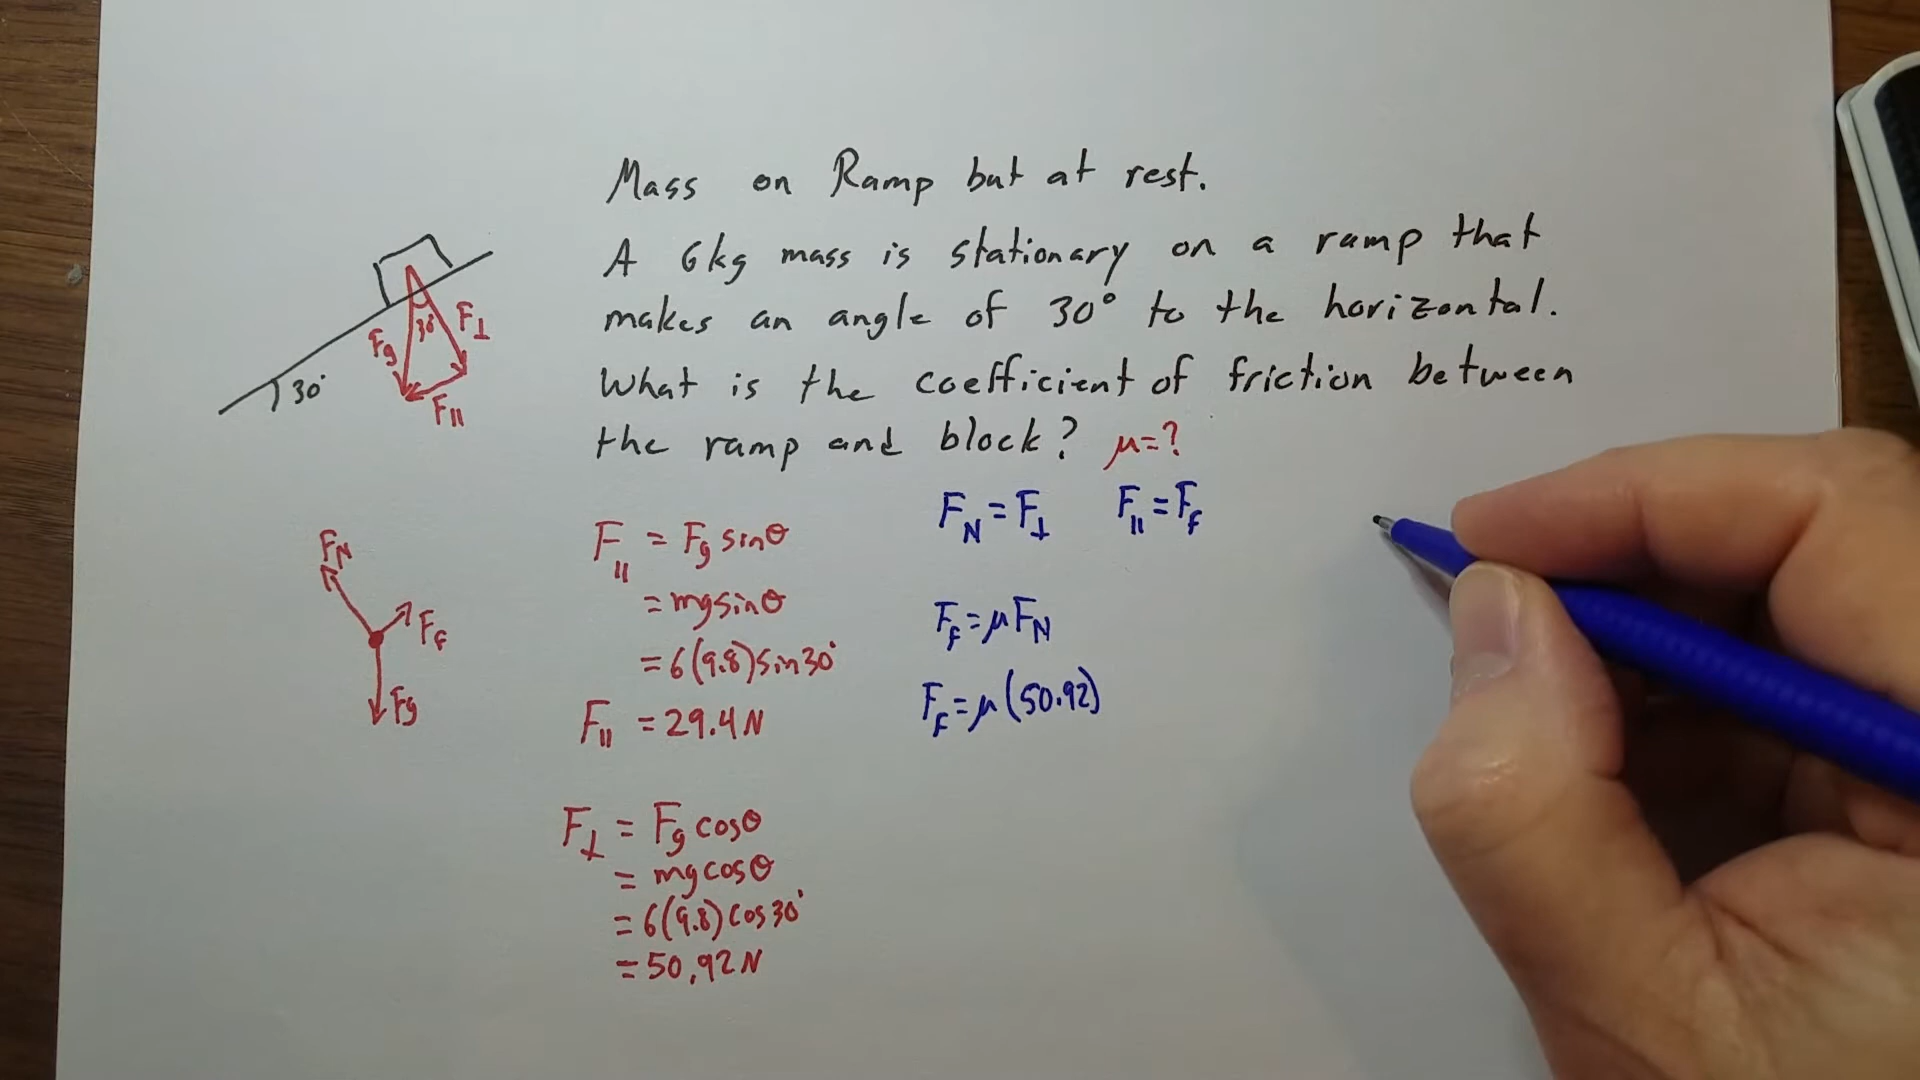 Mass on Ramp but at rest.
A 6kg mass is stationary on a ramp that
makes an angle of 30° to the horizontal.
What is the coefficient of friction between
the ramp and block? μ=?
30°
Fg
30°
F⊥
F||
FN
Ff
Fg
F|| = Fg sinθ
= mg sinθ
= 6(9.8)sin30°
F|| = 29.4N
F⊥ = Fg cosθ
= mg cosθ
= 6(9.8)cos30°
= 50.92N
FN = F⊥ F|| = Ff
Ff = μFN
Ff = μ(50.92)